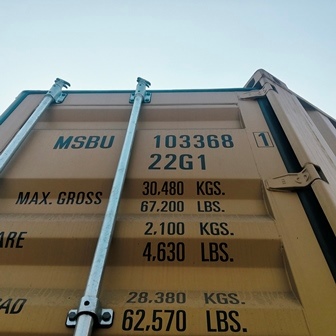 MSBU 103368 1
22G1
MAX. GROSS 30.480 KGS.
67.200 LBS.
ARE 2,100 KGS.
4,630 LBS.
OAD 28.380 KGS.
62,570 LBS.